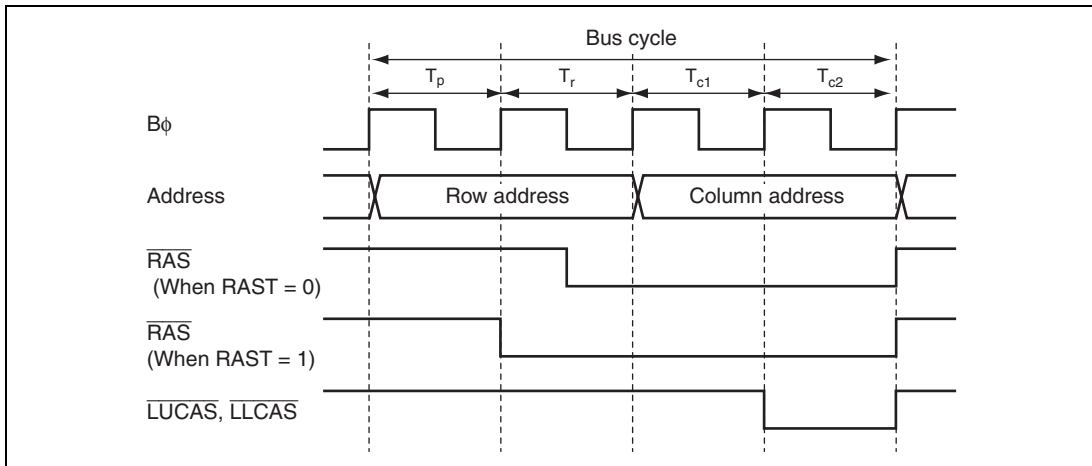 Bus cycle
Tp Tr Tc1 Tc2
Bϕ
Address Row address Column address
RAS
(When RAST = 0)
RAS
(When RAST = 1)
LUCAS, LLCAS